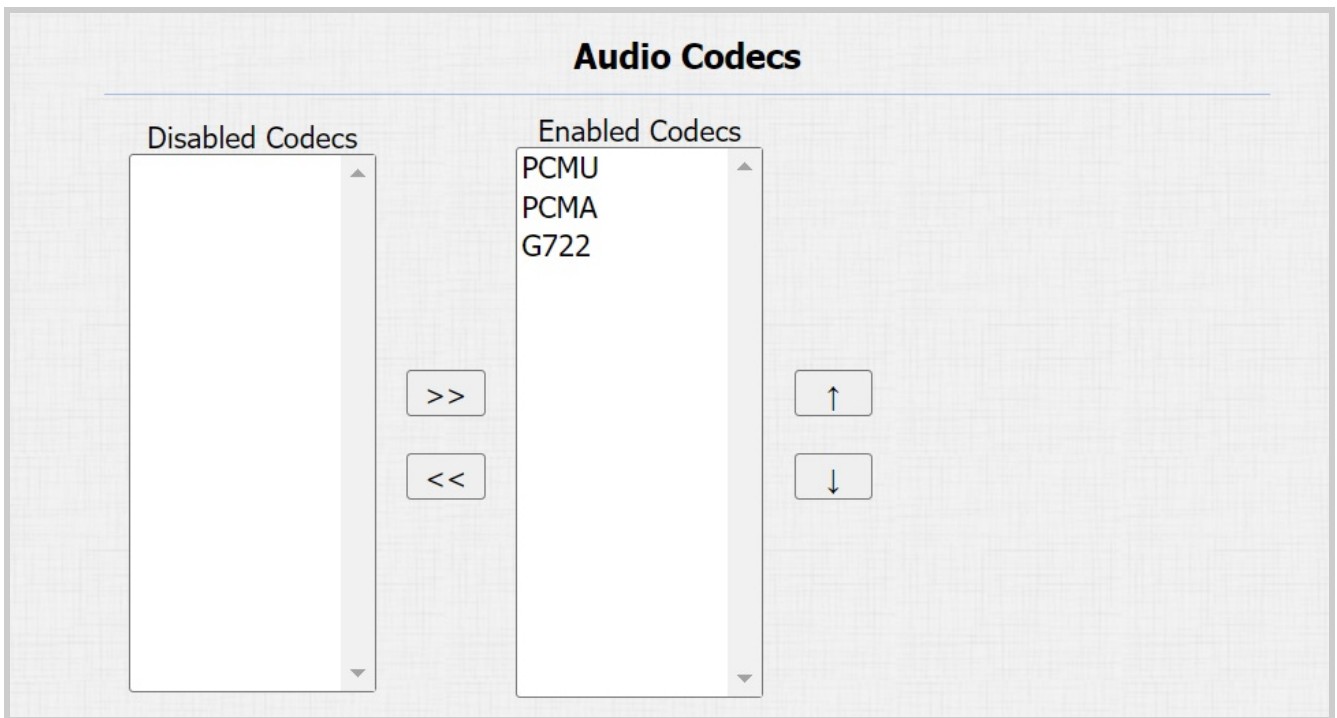 Audio Codecs
Disabled Codecs
Enabled Codecs
PCMU
PCMA
G722
>>
↑
<<
↓